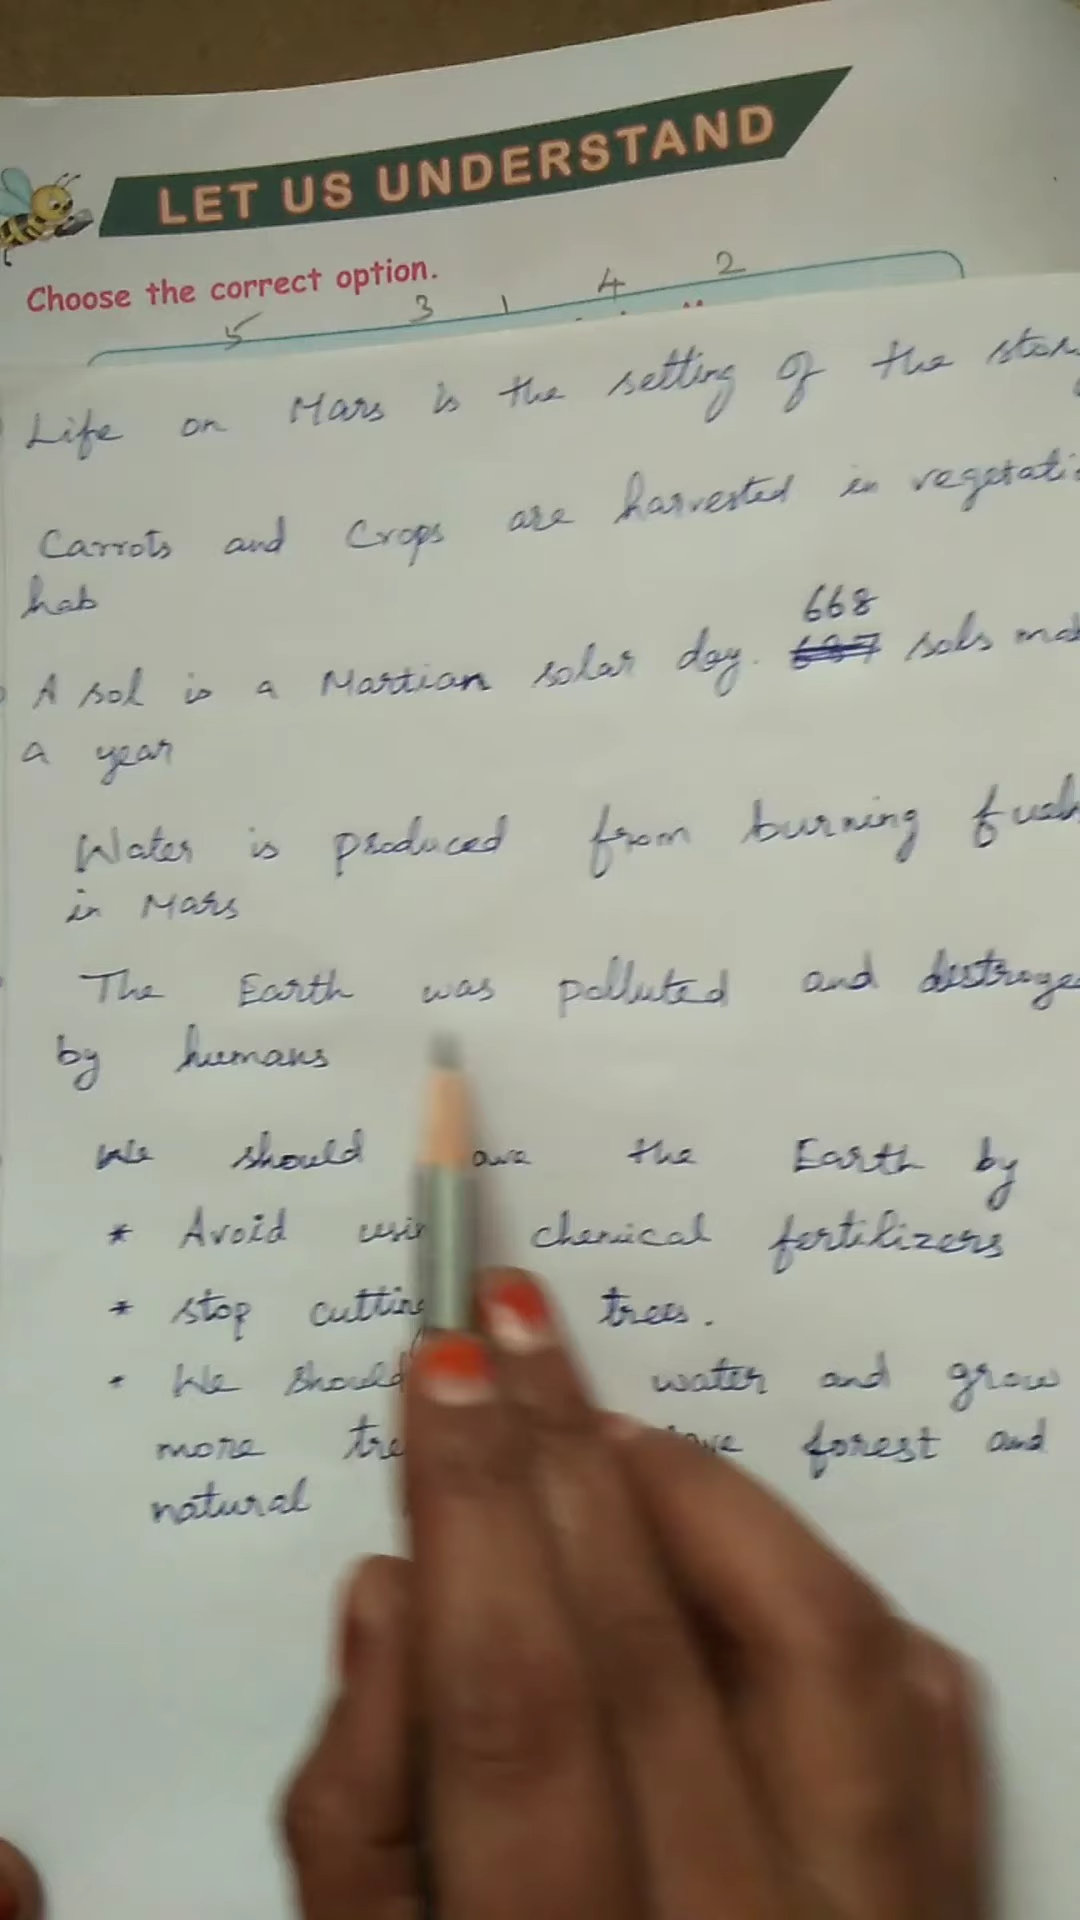 LET US UNDERSTAND
Choose the correct option.
5 3 1 4 2
Life on Mars is the setting of the
Carrots and Crops are harvested in
hab
668
A sol is a Martian solar day. 687 sols
a year
Water is produced from burning
in Mars
The Earth was polluted and
by humans
We should the Earth by
* Avoid chemical fertilizers
* stop trees.
* We water and grow
more forest and
natural